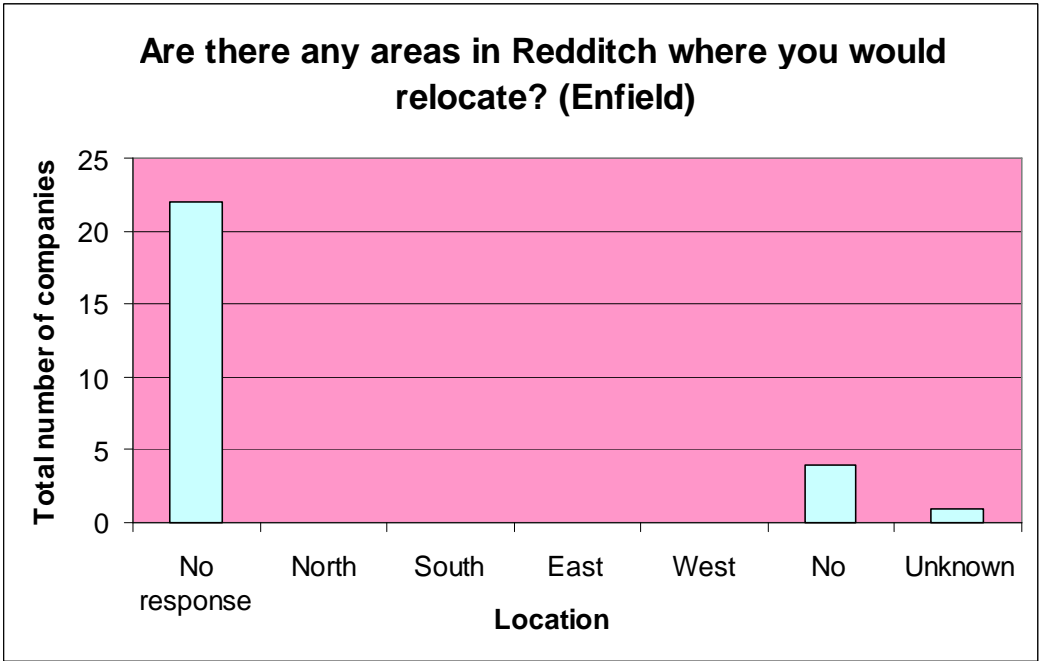 Are there any areas in Redditch where you would
relocate? (Enfield)
Total number of companies
25
20
15
10
5
0
No
response
North
South
East
West
No
Unknown
Location